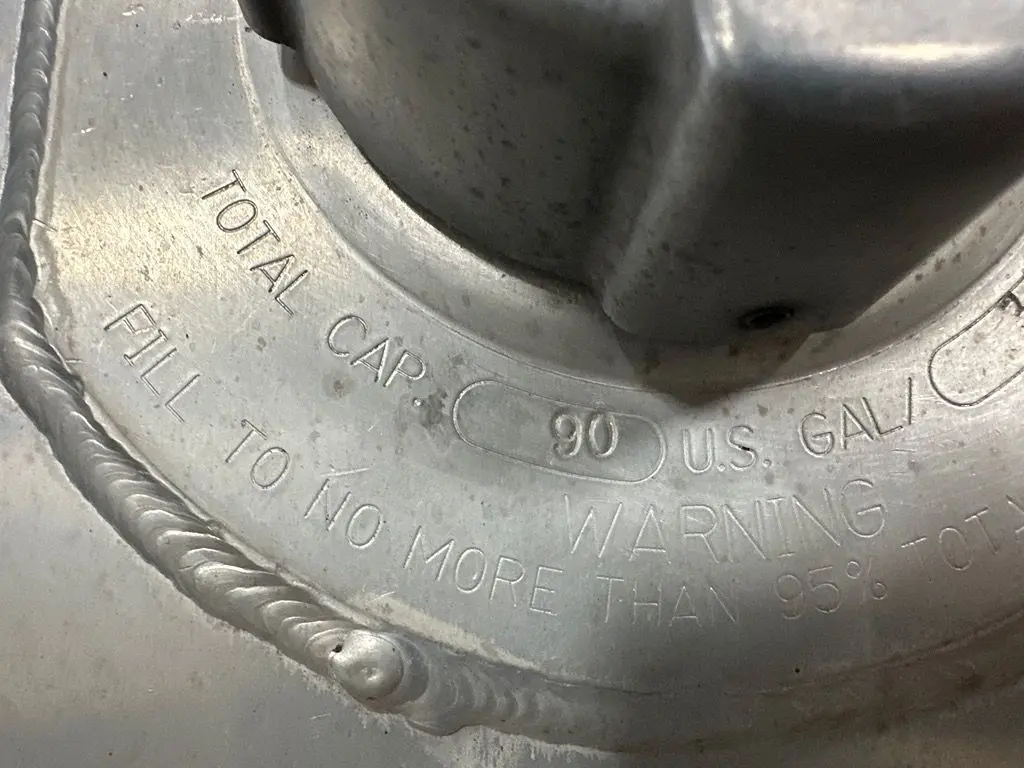 TOTAL CAP. 90 U.S. GAL/
WARNING
FILL TO NO MORE THAN 95%